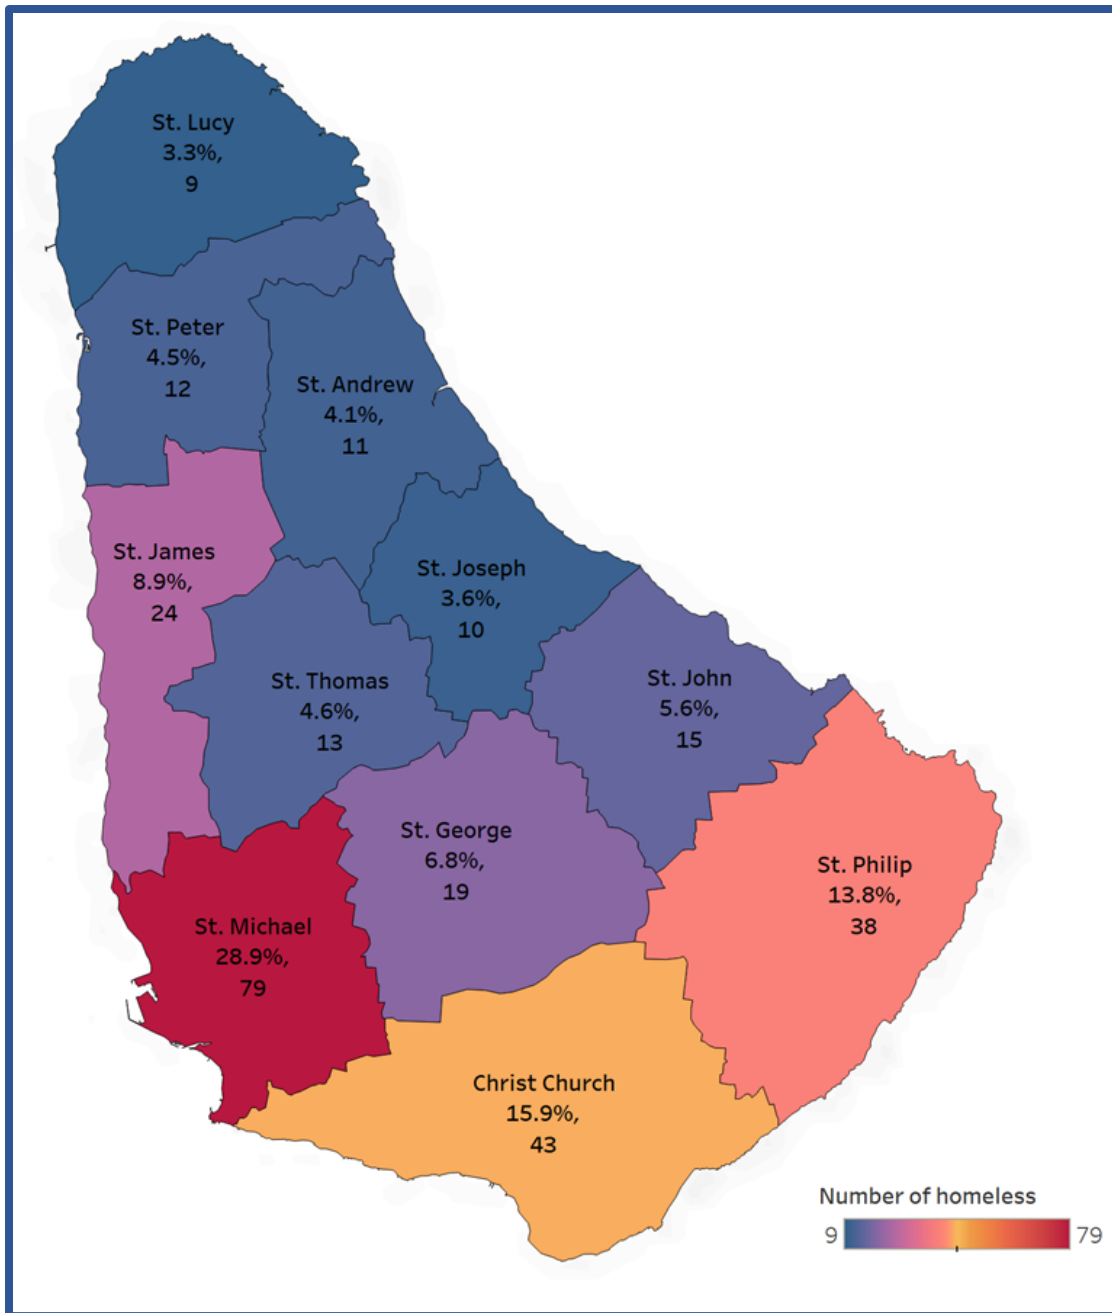 St. Lucy
3.3%,
9
St. Peter
4.5%,
12
St. Andrew
4.1%,
11
St. James
8.9%,
24
St. Joseph
3.6%,
10
St. Thomas
4.6%,
13
St. John
5.6%,
15
St. George
6.8%,
19
St. Philip
13.8%,
38
St. Michael
28.9%,
79
Christ Church
15.9%,
43
Number of homeless
9 79